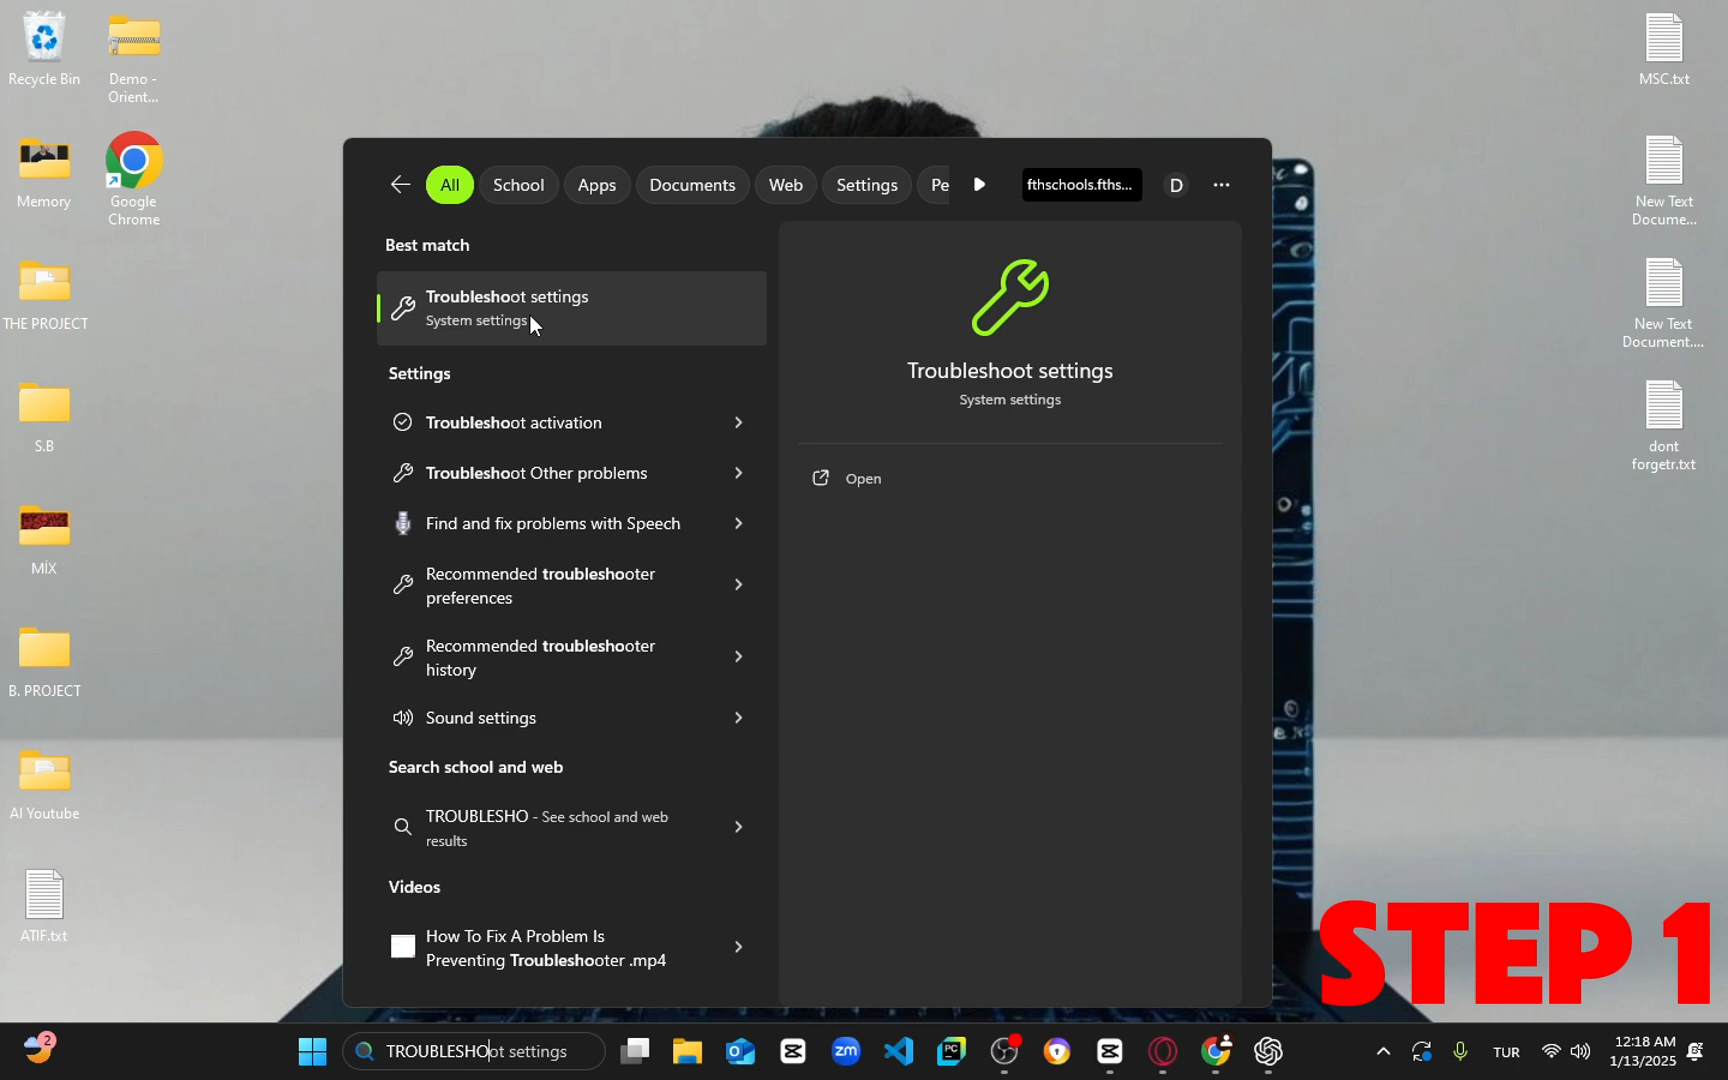 Recycle Bin
Demo -
Orient...
Memory
Google
Chrome
THE PROJECT
S.B
MİX
B. PROJECT
AI Youtube
ATIF.txt
All
School
Apps
Documents
Web
Settings
Pe
fthschools.fths...
D
Best match
Troubleshoot settings
System settings
Settings
Troubleshoot activation
Troubleshoot Other problems
Find and fix problems with Speech
Recommended troubleshooter
preferences
Recommended troubleshooter
history
Sound settings
Search school and web
TROUBLESHO - See school and web
results
Videos
How To Fix A Problem Is
Preventing Troubleshooter .mp4
Troubleshoot settings
System settings
Open
MSC.txt
New Text
Docume...
New Text
Document....
dont
forgetr.txt
STEP 1
2
TROUBLESHOot settings
zm
PC
TUR
12:18 AM
1/13/2025